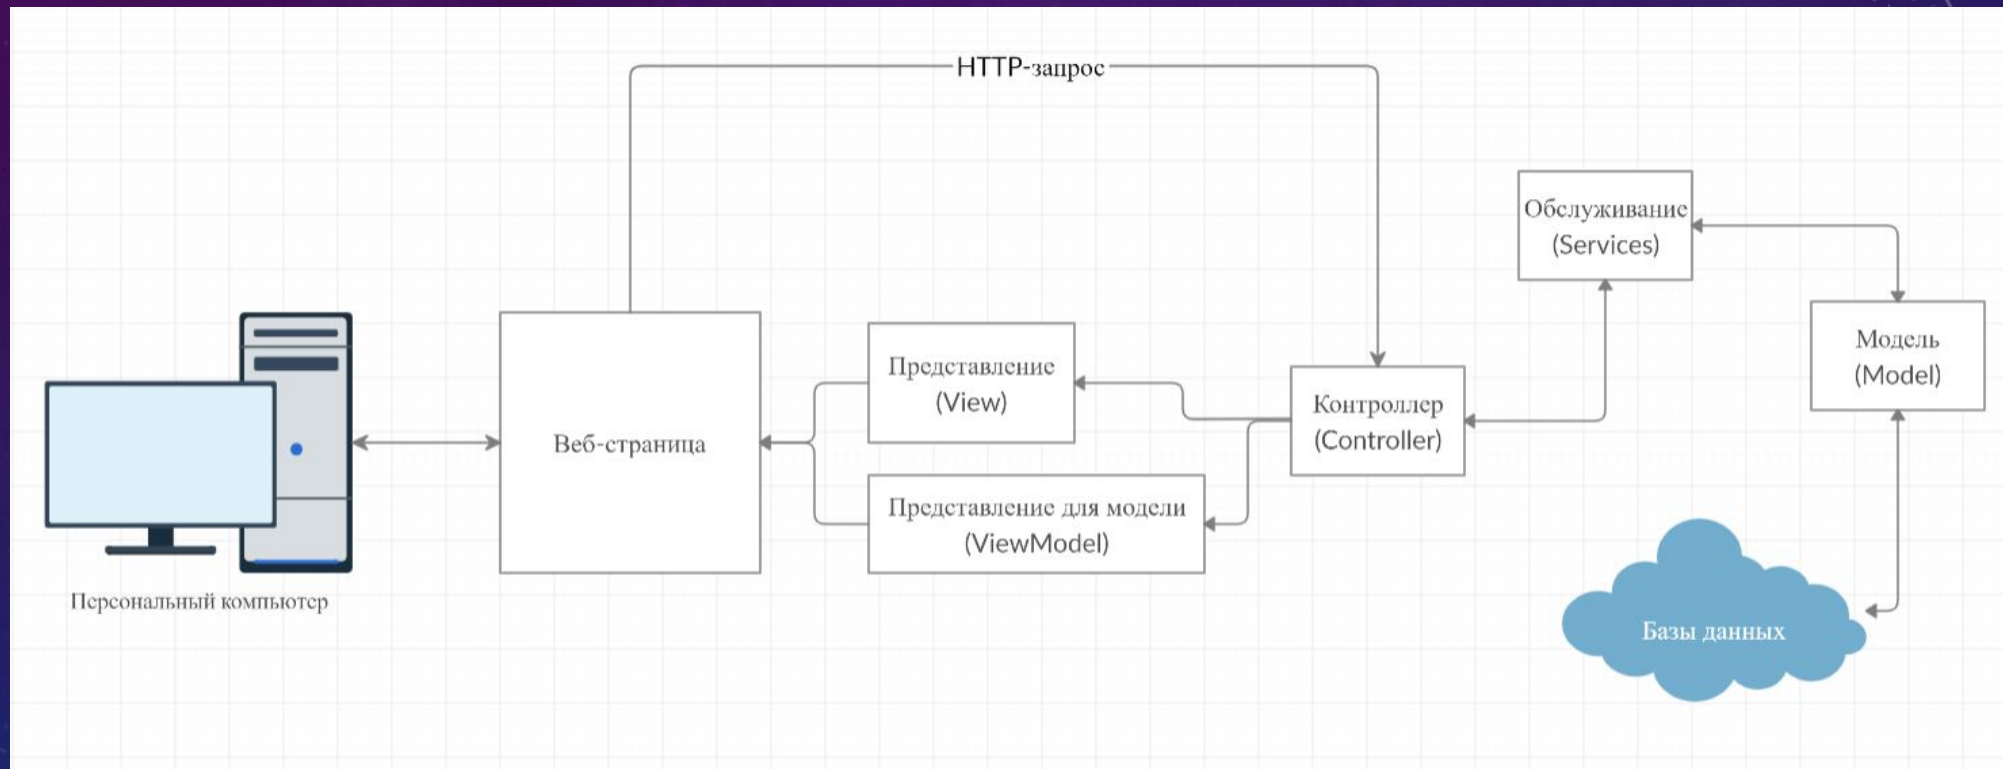 HTTP-запрос
Обслуживание
(Services)
Модель
(Model)
Представление
(View)
Контроллер
(Controller)
Веб-страница
Представление для модели
(ViewModel)
Персональный компьютер
Базы данных